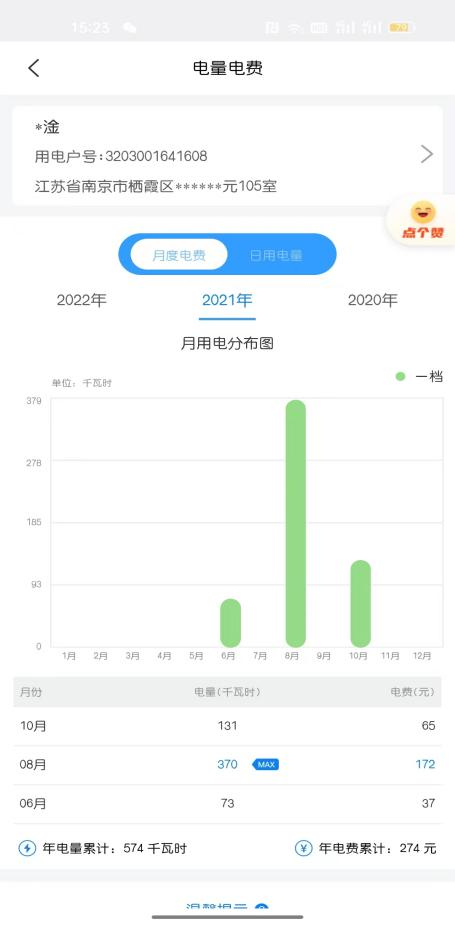 15:23
79
电量电费
*淦
用电户号:3203001641608
江苏省南京市栖霞区******元105室
点个赞
月度电费 日用电量
2022年 2021年 2020年
月用电分布图
单位：千瓦时
一档
379
278
185
93
0
1月 2月 3月 4月 5月 6月 7月 8月 9月 10月 11月 12月
月份 电量(千瓦时) 电费(元)
10月 131 65
08月 370 MAX 172
06月 73 37
年电量累计：574 千瓦时 年电费累计：274 元
温馨提示